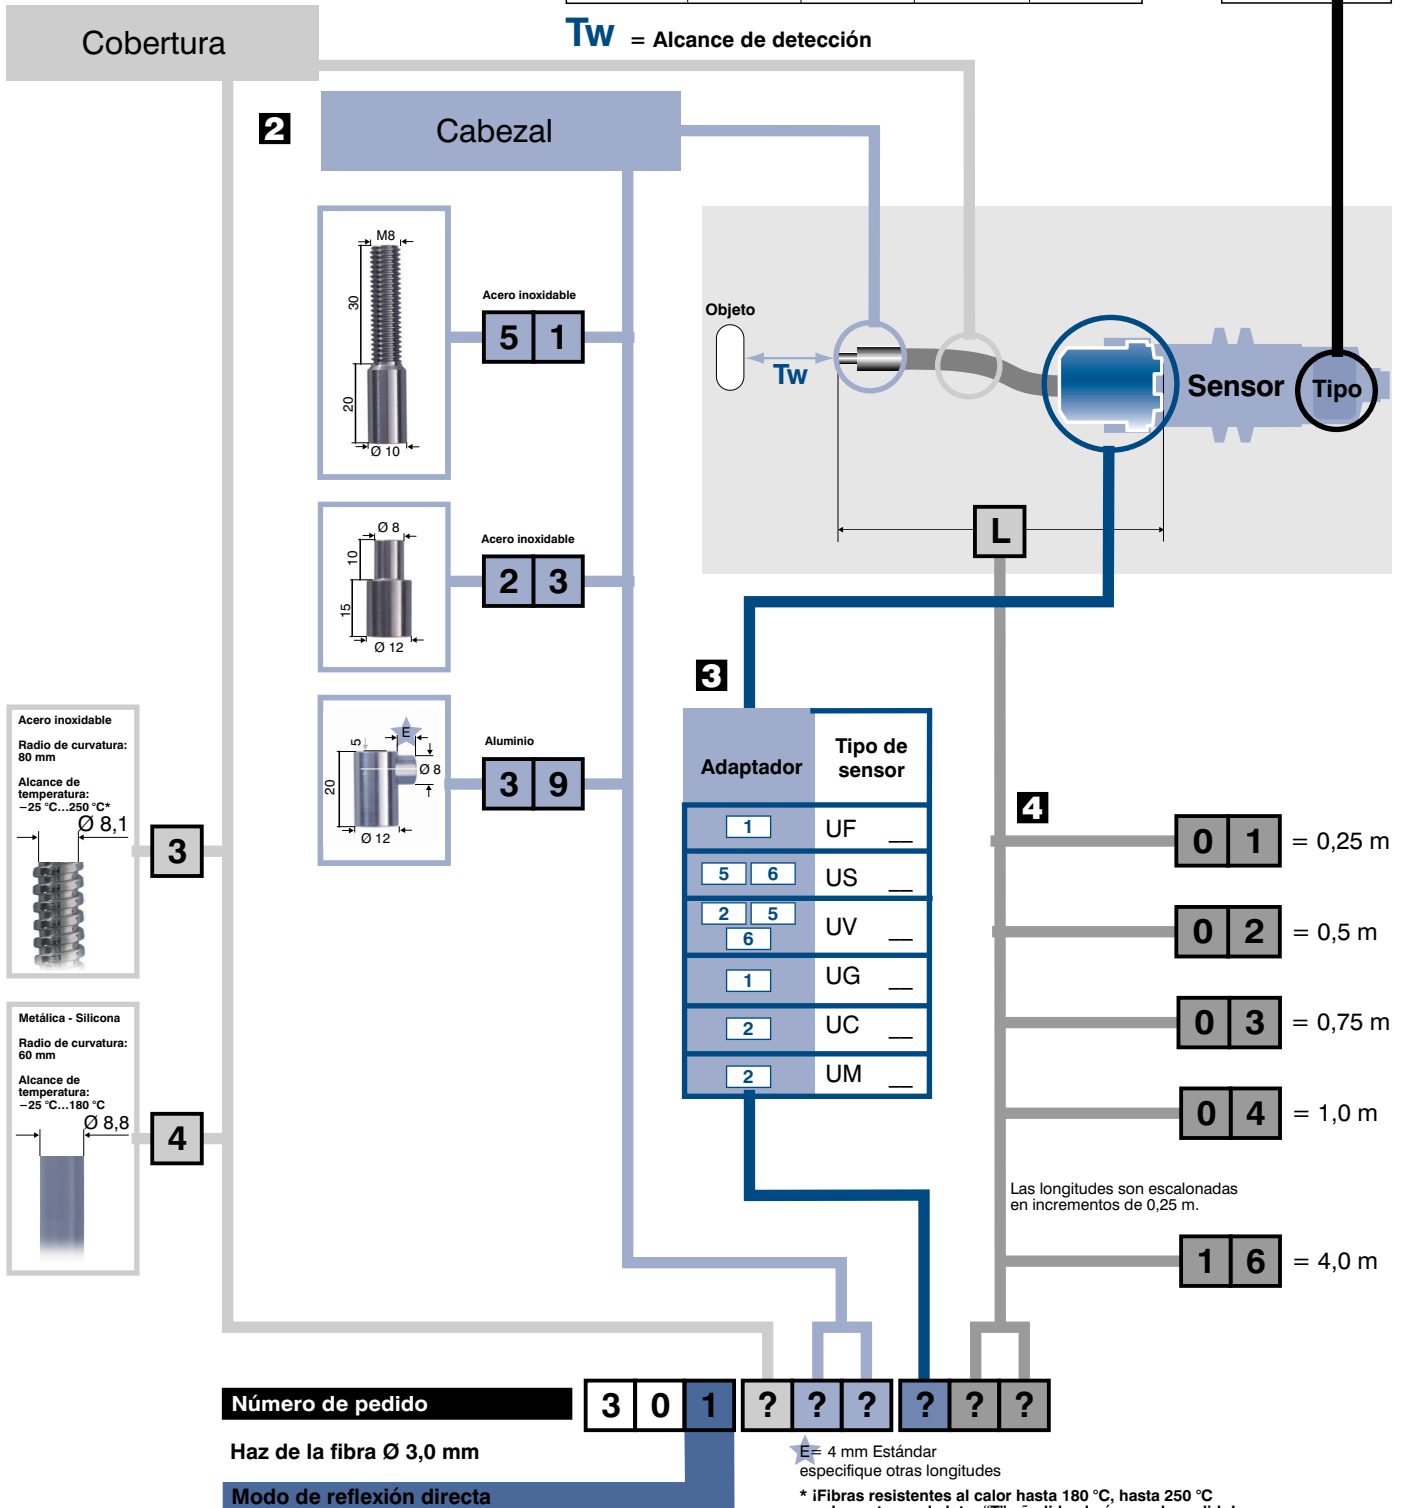 Cobertura
Tw = Alcance de detección
2
Cabezal
M8
30
20
Ø 10
Acero inoxidable
5 1
Ø 8
10
15
Ø 12
Acero inoxidable
2 3
E
5
20
Ø 8
Ø 12
Aluminio
3 9
Objeto
Tw
Sensor
Tipo
L
Acero inoxidable
Radio de curvatura:
80 mm
Alcance de
temperatura:
−25 °C...250 °C*
Ø 8,1
3
Metálica - Silicona
Radio de curvatura:
60 mm
Alcance de
temperatura:
−25 °C...180 °C
Ø 8,8
4
3
Adaptador
Tipo de
sensor
1 UF __
5 6 US __
2 5
6 UV __
1 UG __
2 UC __
2 UM __
4
0 1 = 0,25 m
0 2 = 0,5 m
0 3 = 0,75 m
0 4 = 1,0 m
Las longitudes son escalonadas
en incrementos de 0,25 m.
1 6 = 4,0 m
Número de pedido 3 0 1 ? ? ? ? ? ?
Haz de la fibra Ø 3,0 mm
Modo de reflexión directa
E= 4 mm Estándar
especifique otras longitudes
* ¡Fibras resistentes al calor hasta 180 °C, hasta 250 °C